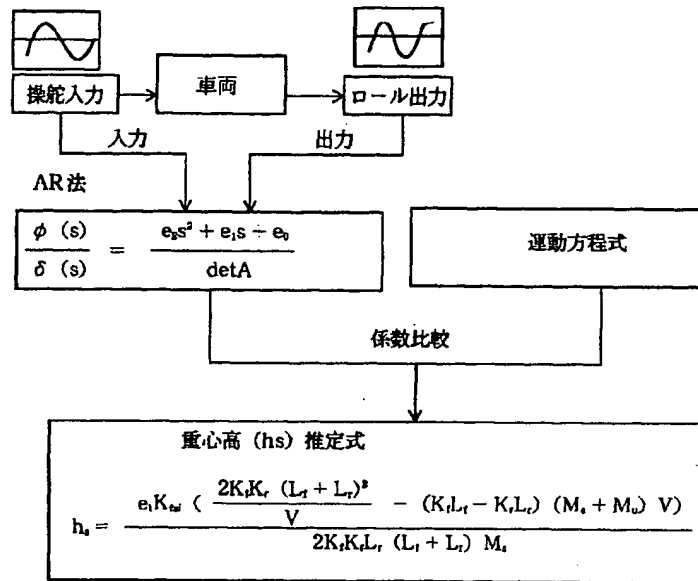 操舵入力
車両
ロール出力
入力
出力
AR法
φ (s) / δ (s) = e₂s² + e₁s + e₀ / detA
運動方程式
係数比較
重心高 (hs) 推定式
hₛ = e₁K ( 2KfKr (Lf + Lr)² / V - (KfLf - KrLr) (Mₛ + Mᵤ) V) / 2KfKrLr (Lf + Lr) Mₛ